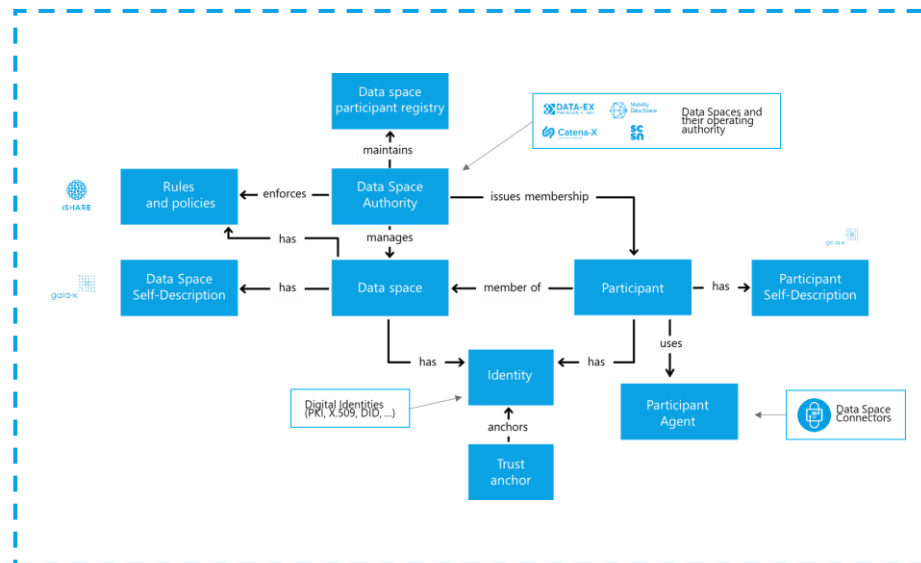 Data space
participant registry
DATA-EX
Mobility
Data Space
Catena-X
SC
SN
Data Spaces and
their operating
authority
maintains
iSHARE
Rules
and policies
enforces
Data Space
Authority
issues membership
has
manages
gaia-x
gaia-x
Data Space
Self-Description
has
Data space
member of
Participant
has
Participant
Self-Description
has
Identity
has
uses
Digital Identities
(PKI, X.509, DID, ...)
anchors
Participant
Agent
Data Space
Connectors
Trust
anchor